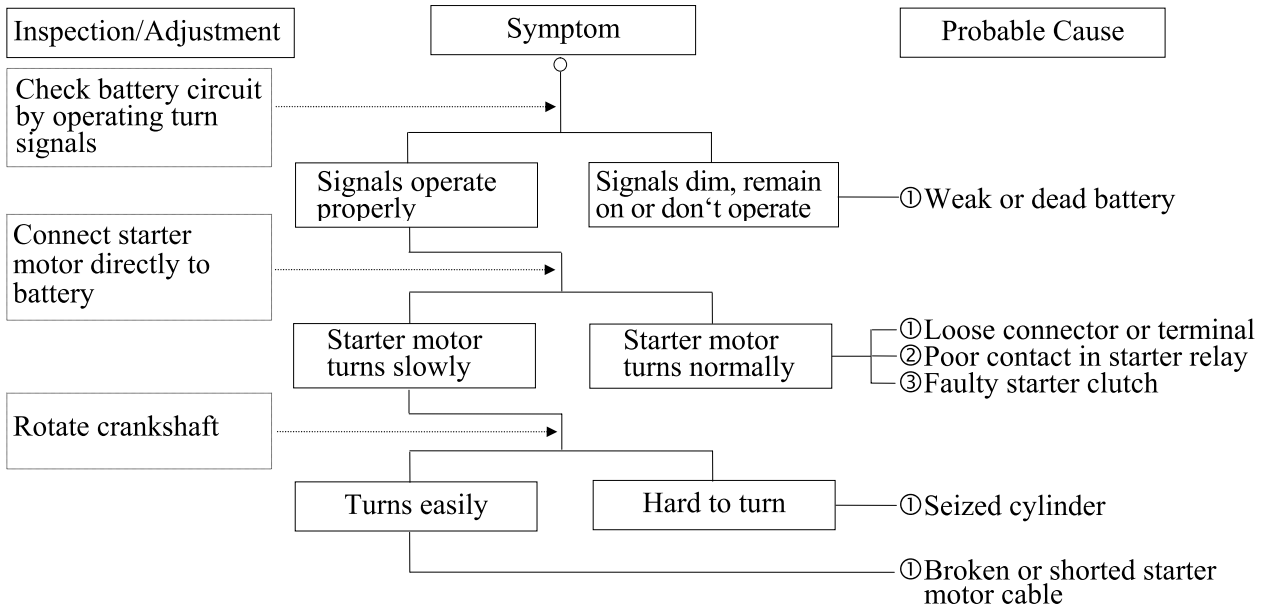 Inspection/Adjustment
Symptom
Probable Cause
Check battery circuit
by operating turn
signals
Signals operate
properly
Signals dim, remain
on or don‘t operate
①Weak or dead battery
Connect starter
motor directly to
battery
Starter motor
turns slowly
Starter motor
turns normally
①Loose connector or terminal
②Poor contact in starter relay
③Faulty starter clutch
Rotate crankshaft
Turns easily
Hard to turn
①Seized cylinder
①Broken or shorted starter
motor cable